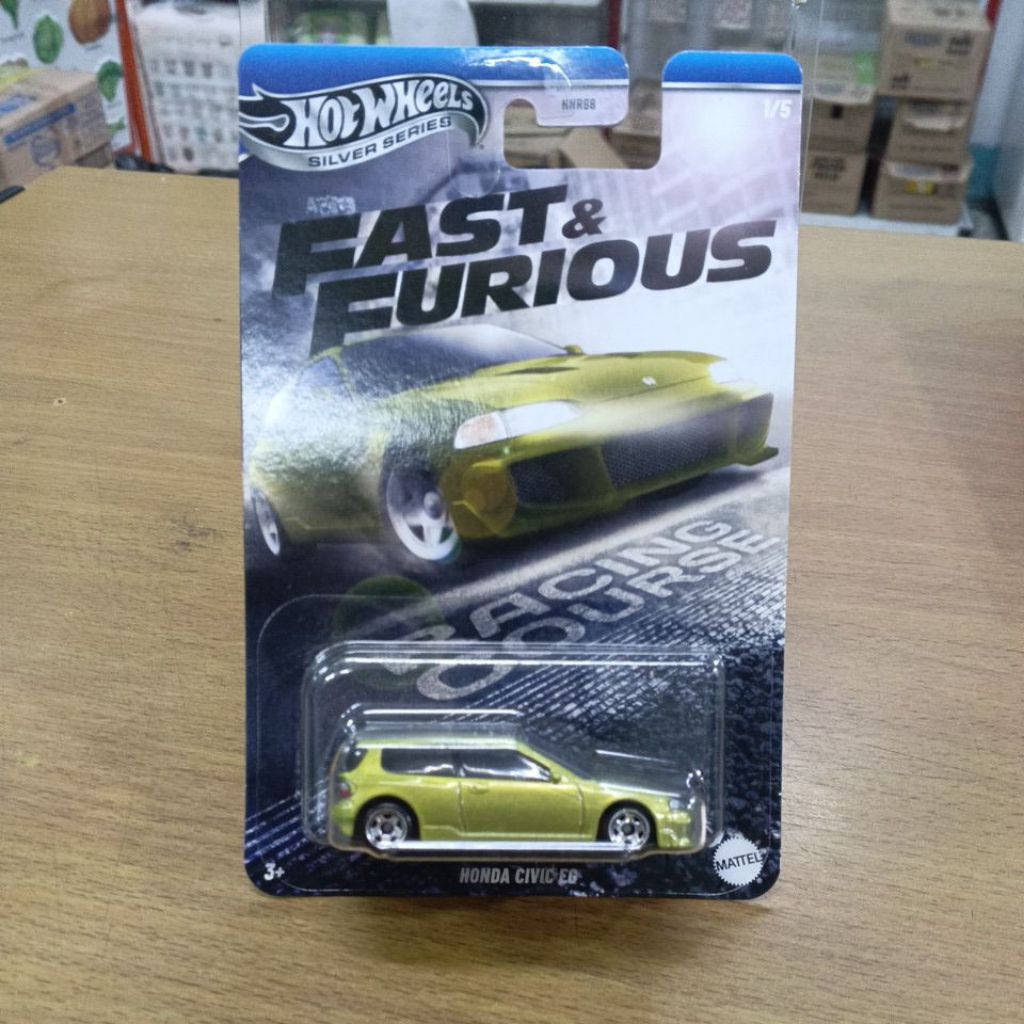 HOT WHEELS
SILVER SERIES
HNR88
1/5
FAST &
FURIOUS
RACING
COURSE
3+
HONDA CIVIC EG
MATTEL